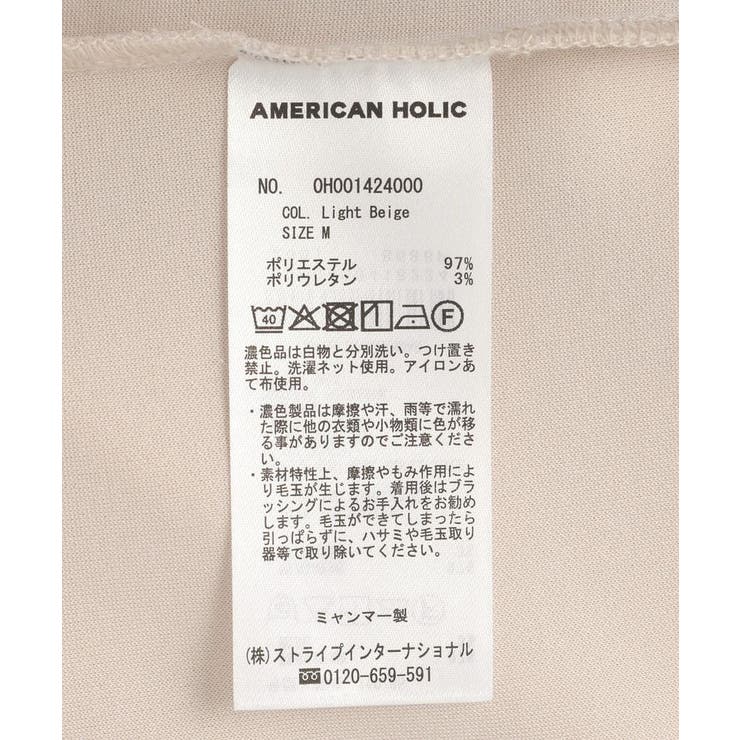 AMERICAN HOLIC
NO. 0H001424000
COL. Light Beige
SIZE M
ポリエステル 97%
ポリウレタン 3%
40 F
濃色品は白物と分別洗い。つけ置き
禁止。洗濯ネット使用。アイロンあ
て布使用。
・濃色製品は摩擦や汗、雨等で濡れ
た際に他の衣類や小物類に色が移
る事がありますのでご注意くださ
い。
・素材特性上、摩擦やもみ作用によ
り毛玉が生じます。着用後はブラ
ッシングによるお手入れをお勧め
します。毛玉ができてしまったら
引っぱらずに、ハサミや毛玉取り
器等で取り除いてください。
ミャンマー製
(株)ストライプインターナショナル
0120-659-591